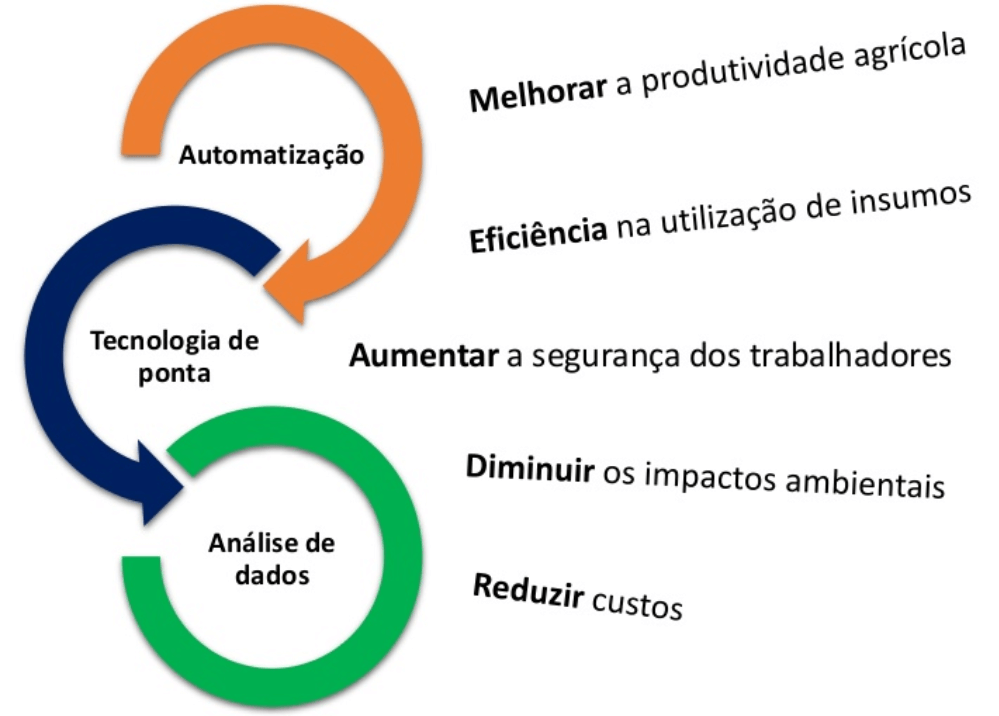 Automatização
Tecnologia de
ponta
Análise de
dados
Melhorar a produtividade agrícola
Eficiência na utilização de insumos
Aumentar a segurança dos trabalhadores
Diminuir os impactos ambientais
Reduzir custos